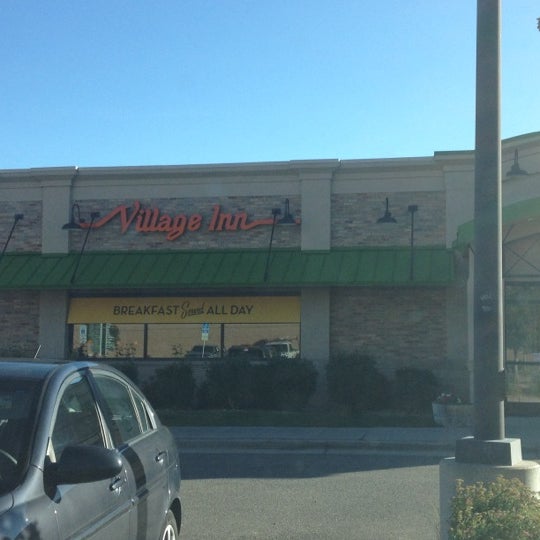 Village Inn
BREAKFAST Served ALL DAY